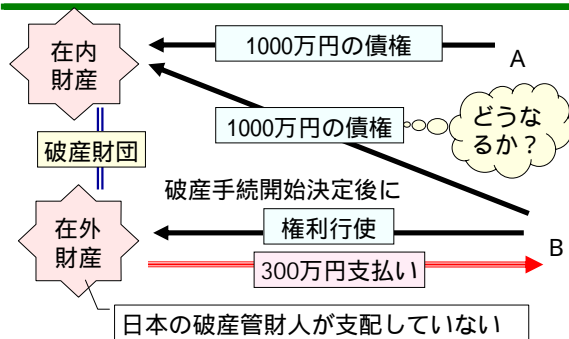 在内
財産
1000万円の債権
A
1000万円の債権
どうな
るか？
破産財団
破産手続開始決定後に
在外
財産
権利行使
B
300万円支払い
日本の破産管財人が支配していない